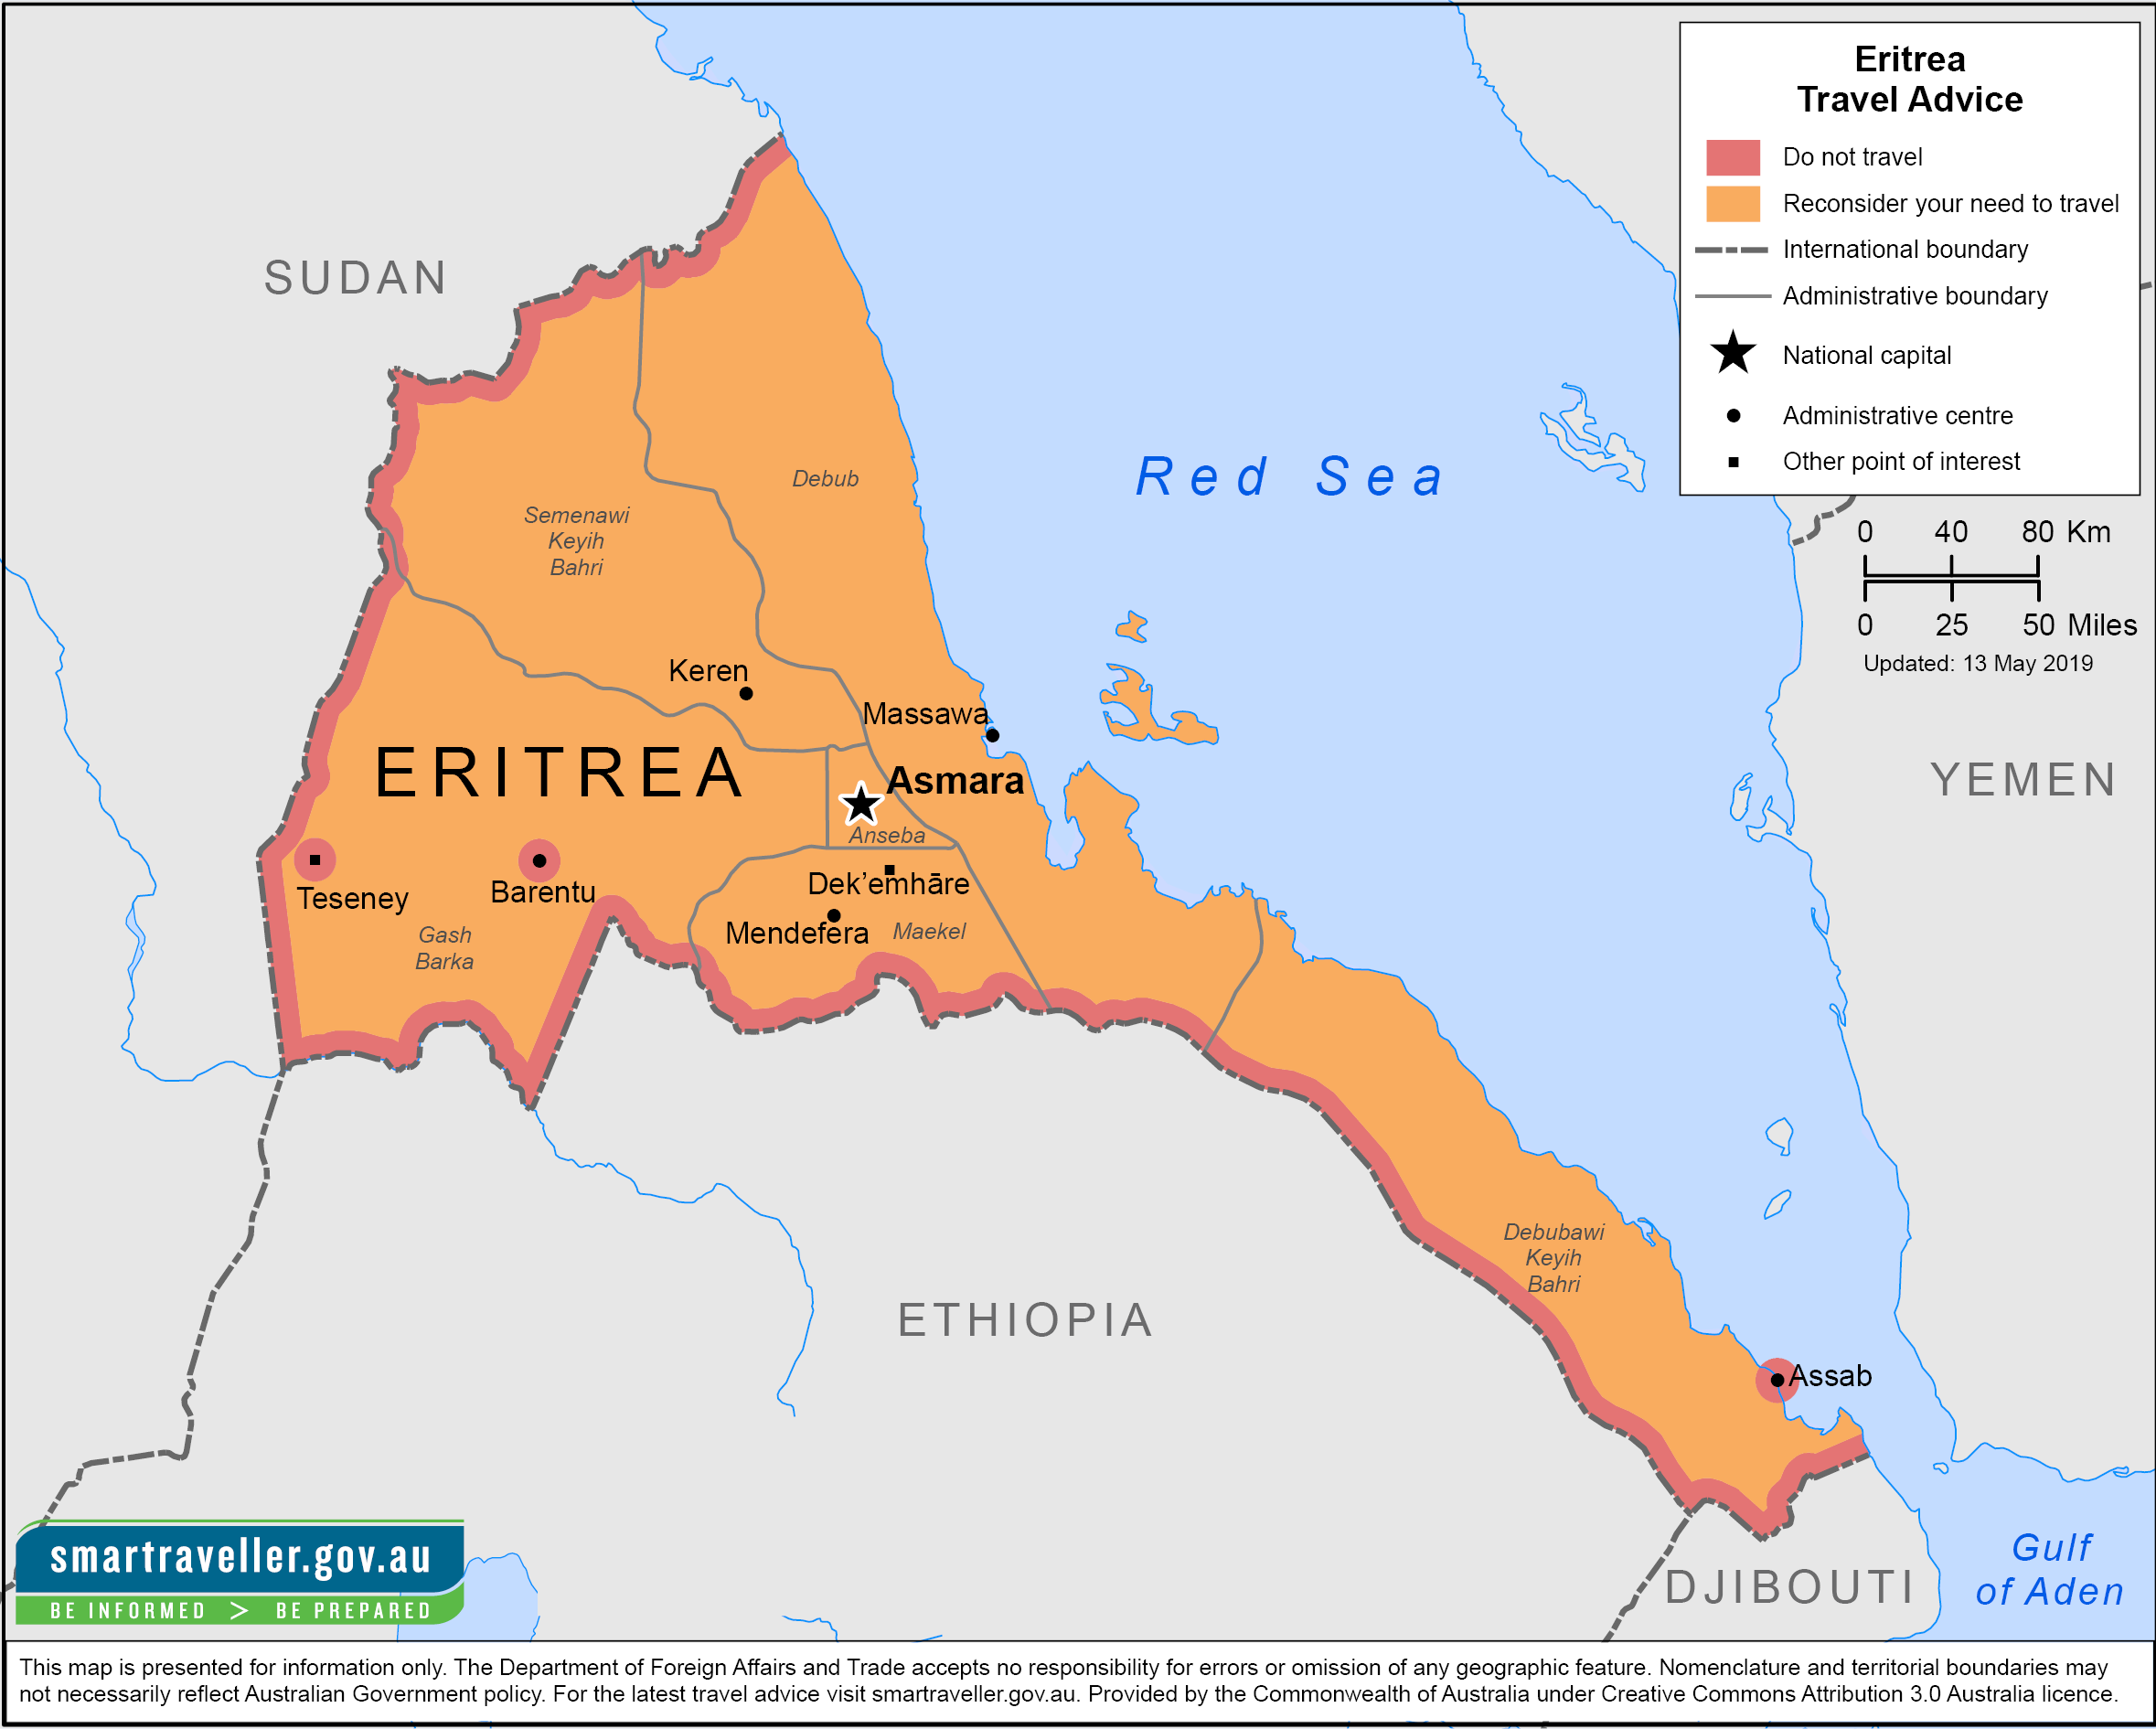 Eritrea
Travel Advice
Do not travel
Reconsider your need to travel
International boundary
Administrative boundary
National capital
Administrative centre
Other point of interest
0 40 80 Km
0 25 50 Miles
Updated: 13 May 2019
SUDAN
Red Sea
Debub
Semenawi
Keyih
Bahri
Keren
Massawa
ERITREA
Asmara
YEMEN
Anseba
Teseney
Barentu
Dek’emhāre
Mendefera
Maekel
Gash
Barka
Debubawi
Keyih
Bahri
ETHIOPIA
Assab
DJIBOUTI
Gulf
of Aden
smartraveller.gov.au
BE INFORMED > BE PREPARED
This map is presented for information only. The Department of Foreign Affairs and Trade accepts no responsibility for errors or omission of any geographic feature. Nomenclature and territorial boundaries may
not necessarily reflect Australian Government policy. For the latest travel advice visit smartraveller.gov.au. Provided by the Commonwealth of Australia under Creative Commons Attribution 3.0 Australia licence.